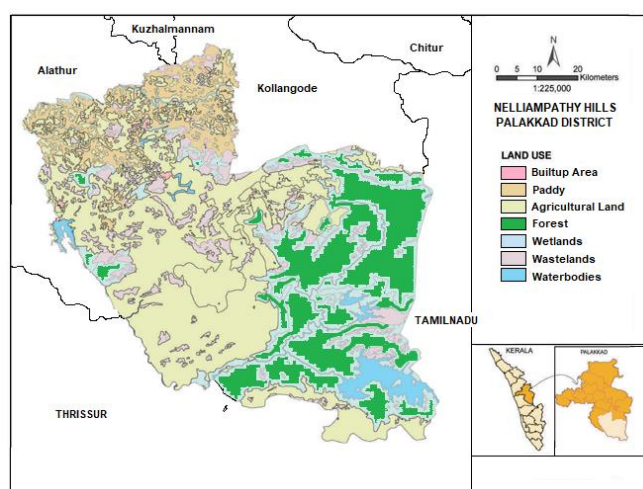 Kuzhalmannam
Chitur
Alathur
Kollangode
TAMILNADU
THRISSUR
N
0 5 10 20
Kilometers
1:225,000
NELLIAMPATHY HILLS
PALAKKAD DISTRICT
LAND USE
Builtup Area
Paddy
Agricultural Land
Forest
Wetlands
Wastelands
Waterbodies
KERALA
PALAKKAD